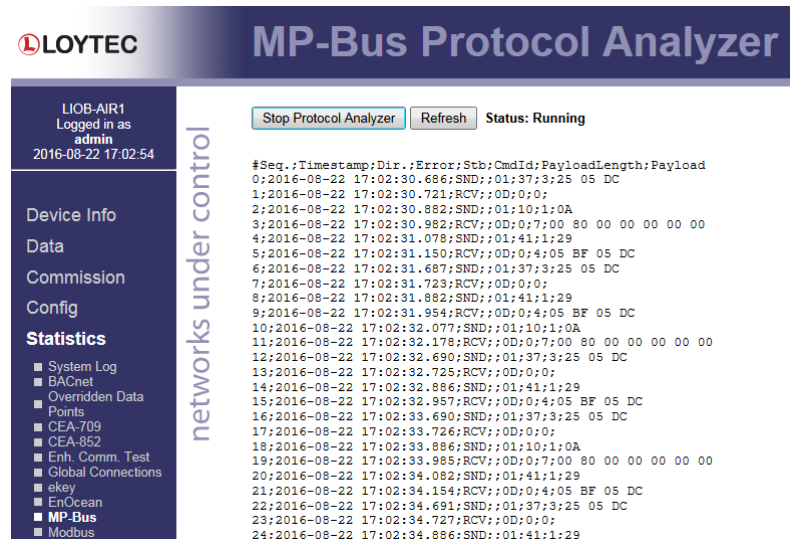 LOYTEC
MP-Bus Protocol Analyzer
LIOB-AIR1
Logged in as
admin
2016-08-22 17:02:54
Device Info
Data
Commission
Config
Statistics
System Log
BACnet
Overridden Data
Points
CEA-709
CEA-852
Enh. Comm. Test
Global Connections
ekey
EnOcean
MP-Bus
Modbus
networks under control
Stop Protocol Analyzer Refresh Status: Running
#Seq.;Timestamp;Dir.;Error;Stb;CmdId;PayloadLength;Payload
0;2016-08-22 17:02:30.686;SND;;01;37;3;25 05 DC
1;2016-08-22 17:02:30.721;RCV;;0D;0;0;
2;2016-08-22 17:02:30.882;SND;;01;10;1;0A
3;2016-08-22 17:02:30.982;RCV;;0D;0;7;00 80 00 00 00 00 00
4;2016-08-22 17:02:31.078;SND;;01;41;1;29
5;2016-08-22 17:02:31.150;RCV;;0D;0;4;05 BF 05 DC
6;2016-08-22 17:02:31.687;SND;;01;37;3;25 05 DC
7;2016-08-22 17:02:31.723;RCV;;0D;0;0;
8;2016-08-22 17:02:31.882;SND;;01;41;1;29
9;2016-08-22 17:02:31.954;RCV;;0D;0;4;05 BF 05 DC
10;2016-08-22 17:02:32.077;SND;;01;10;1;0A
11;2016-08-22 17:02:32.178;RCV;;0D;0;7;00 80 00 00 00 00 00
12;2016-08-22 17:02:32.690;SND;;01;37;3;25 05 DC
13;2016-08-22 17:02:32.725;RCV;;0D;0;0;
14;2016-08-22 17:02:32.886;SND;;01;41;1;29
15;2016-08-22 17:02:32.957;RCV;;0D;0;4;05 BF 05 DC
16;2016-08-22 17:02:33.690;SND;;01;37;3;25 05 DC
17;2016-08-22 17:02:33.726;RCV;;0D;0;0;
18;2016-08-22 17:02:33.886;SND;;01;10;1;0A
19;2016-08-22 17:02:33.985;RCV;;0D;0;7;00 80 00 00 00 00 00
20;2016-08-22 17:02:34.082;SND;;01;41;1;29
21;2016-08-22 17:02:34.154;RCV;;0D;0;4;05 BF 05 DC
22;2016-08-22 17:02:34.691;SND;;01;37;3;25 05 DC
23;2016-08-22 17:02:34.727;RCV;;0D;0;0;
24;2016-08-22 17:02:34.886;SND;;01;41;1;29